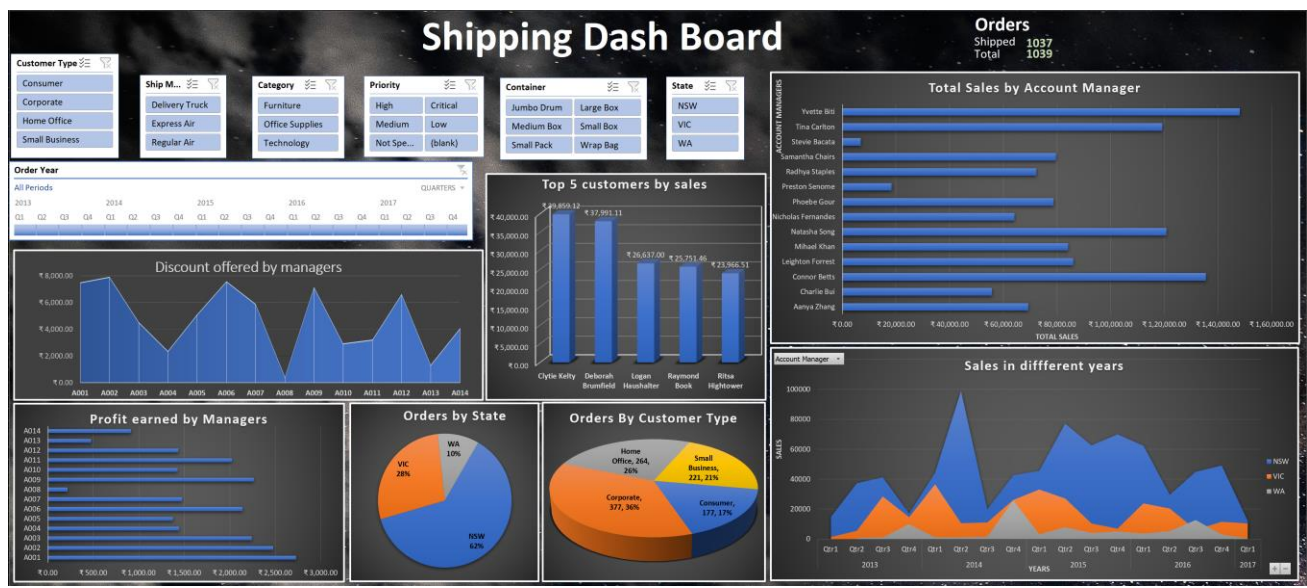 Shipping Dash Board
Orders
Shipped 1037
Total 1039
Customer Type
Consumer
Corporate
Home Office
Small Business
Ship M...
Delivery Truck
Express Air
Regular Air
Category
Furniture
Office Supplies
Technology
Priority
High Critical
Medium Low
Not Spe... (blank)
Container
Jumbo Drum Large Box
Medium Box Small Box
Small Pack Wrap Bag
State
NSW
VIC
WA
Order Year
All Periods QUARTERS
2013 2014 2015 2016 2017
Q1 Q2 Q3 Q4 Q1 Q2 Q3 Q4 Q1 Q2 Q3 Q4 Q1 Q2 Q3 Q4 Q1 Q2 Q3 Q4
Total Sales by Account Manager
ACCOUNT MANAGERS
Yvette Biti
Tina Carlton
Stevie Bacata
Samantha Chairs
Radhya Staples
Preston Senome
Phoebe Gour
Nicholas Fernandes
Natasha Song
Mihael Khan
Leighton Forrest
Connor Betts
Charlie Bui
Aanya Zhang
₹ 0.00 ₹ 20,000.00 ₹ 40,000.00 ₹ 60,000.00 ₹ 80,000.00 ₹ 1,00,000.00 ₹ 1,20,000.00 ₹ 1,40,000.00 ₹ 1,60,000.00
TOTAL SALES
Top 5 customers by sales
₹ 40,000.00
₹ 35,000.00
₹ 30,000.00
₹ 25,000.00
₹ 20,000.00
₹ 15,000.00
₹ 10,000.00
₹ 5,000.00
₹ 0.00
₹ 39,859.12
₹ 37,991.11
₹ 26,637.00
₹ 25,751.46
₹ 23,966.51
Clytie Kelty
Deborah Brumfield
Logan Haushalter
Raymond Book
Ritsa Hightower
Discount offered by managers
₹ 8,000.00
₹ 6,000.00
₹ 4,000.00
₹ 2,000.00
₹ 0.00
A001 A002 A003 A004 A005 A006 A007 A008 A009 A010 A011 A012 A013 A014
Profit earned by Managers
A014
A013
A012
A011
A010
A009
A008
A007
A006
A005
A004
A003
A002
A001
₹ 0.00 ₹ 500.00 ₹ 1,000.00 ₹ 1,500.00 ₹ 2,000.00 ₹ 2,500.00 ₹ 3,000.00
Orders by State
WA
10%
VIC
28%
NSW
62%
Orders By Customer Type
Home
Office, 264,
26%
Small
Business,
221, 21%
Corporate,
377, 36%
Consumer,
177, 17%
Account Manager
Sales in diffferent years
SALES
100000
80000
60000
40000
20000
0
NSW
VIC
WA
Qtr1 Qtr2 Qtr3 Qtr4 Qtr1 Qtr2 Qtr3 Qtr4 Qtr1 Qtr2 Qtr3 Qtr4 Qtr1 Qtr2 Qtr3 Qtr4 Qtr1
2013 2014 2015 2016 2017
YEARS